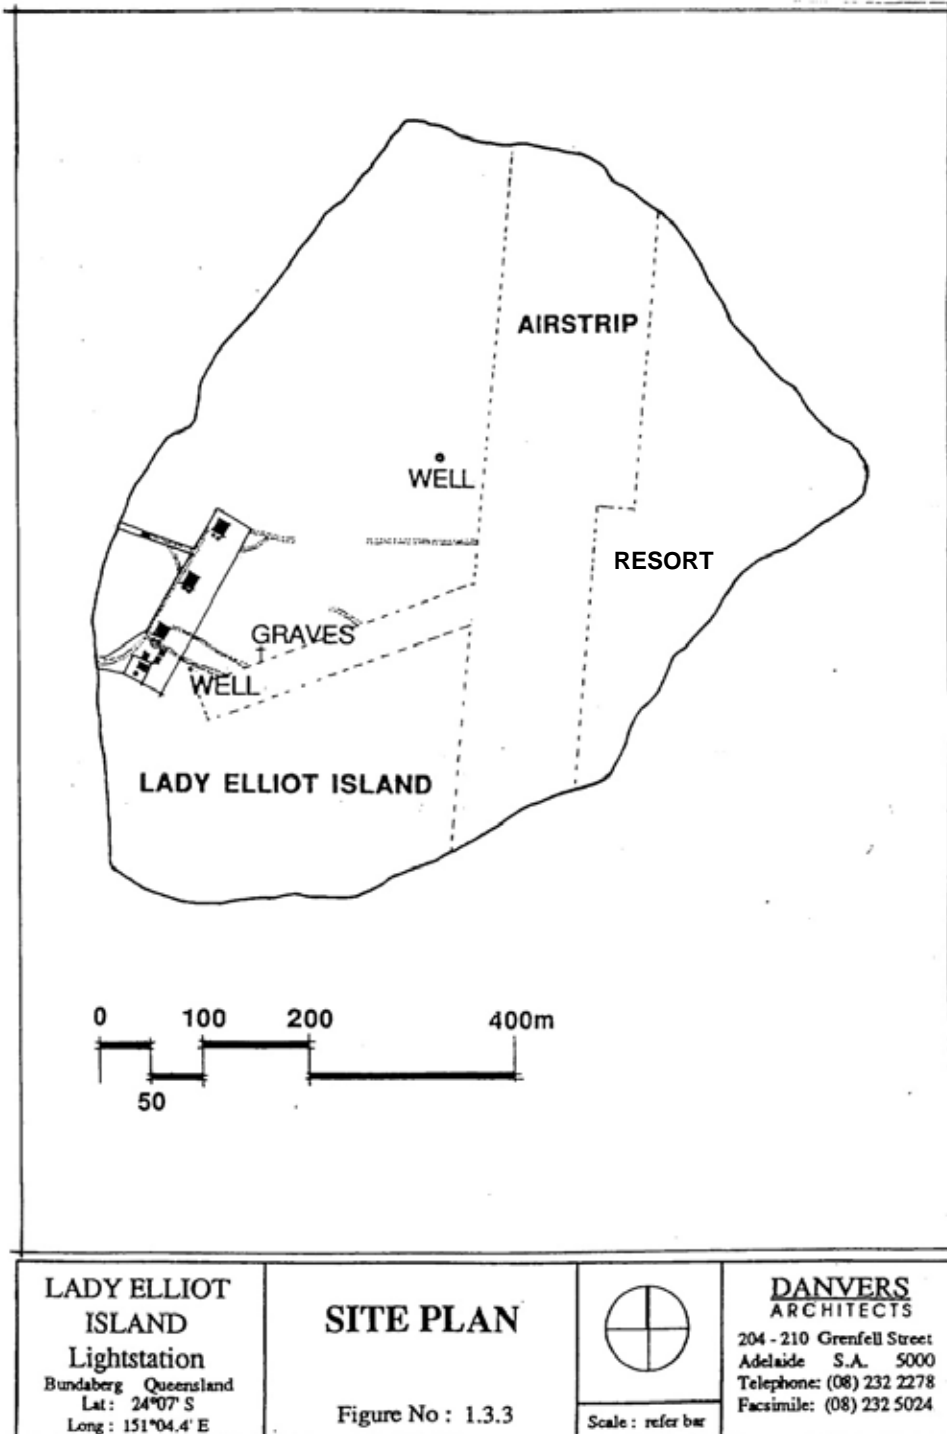 AIRSTRIP
WELL
RESORT
GRAVES
WELL
LADY ELLIOT ISLAND
0 100 200 400m
50
LADY ELLIOT
ISLAND
Lightstation
Bundaberg Queensland
Lat : 24°07' S
Long : 151°04.4' E
SITE PLAN
Figure No : 1.3.3
Scale : refer bar
DANVERS
ARCHITECTS
204 - 210 Grenfell Street
Adelaide S.A. 5000
Telephone: (08) 232 2278
Facsimile: (08) 232 5024